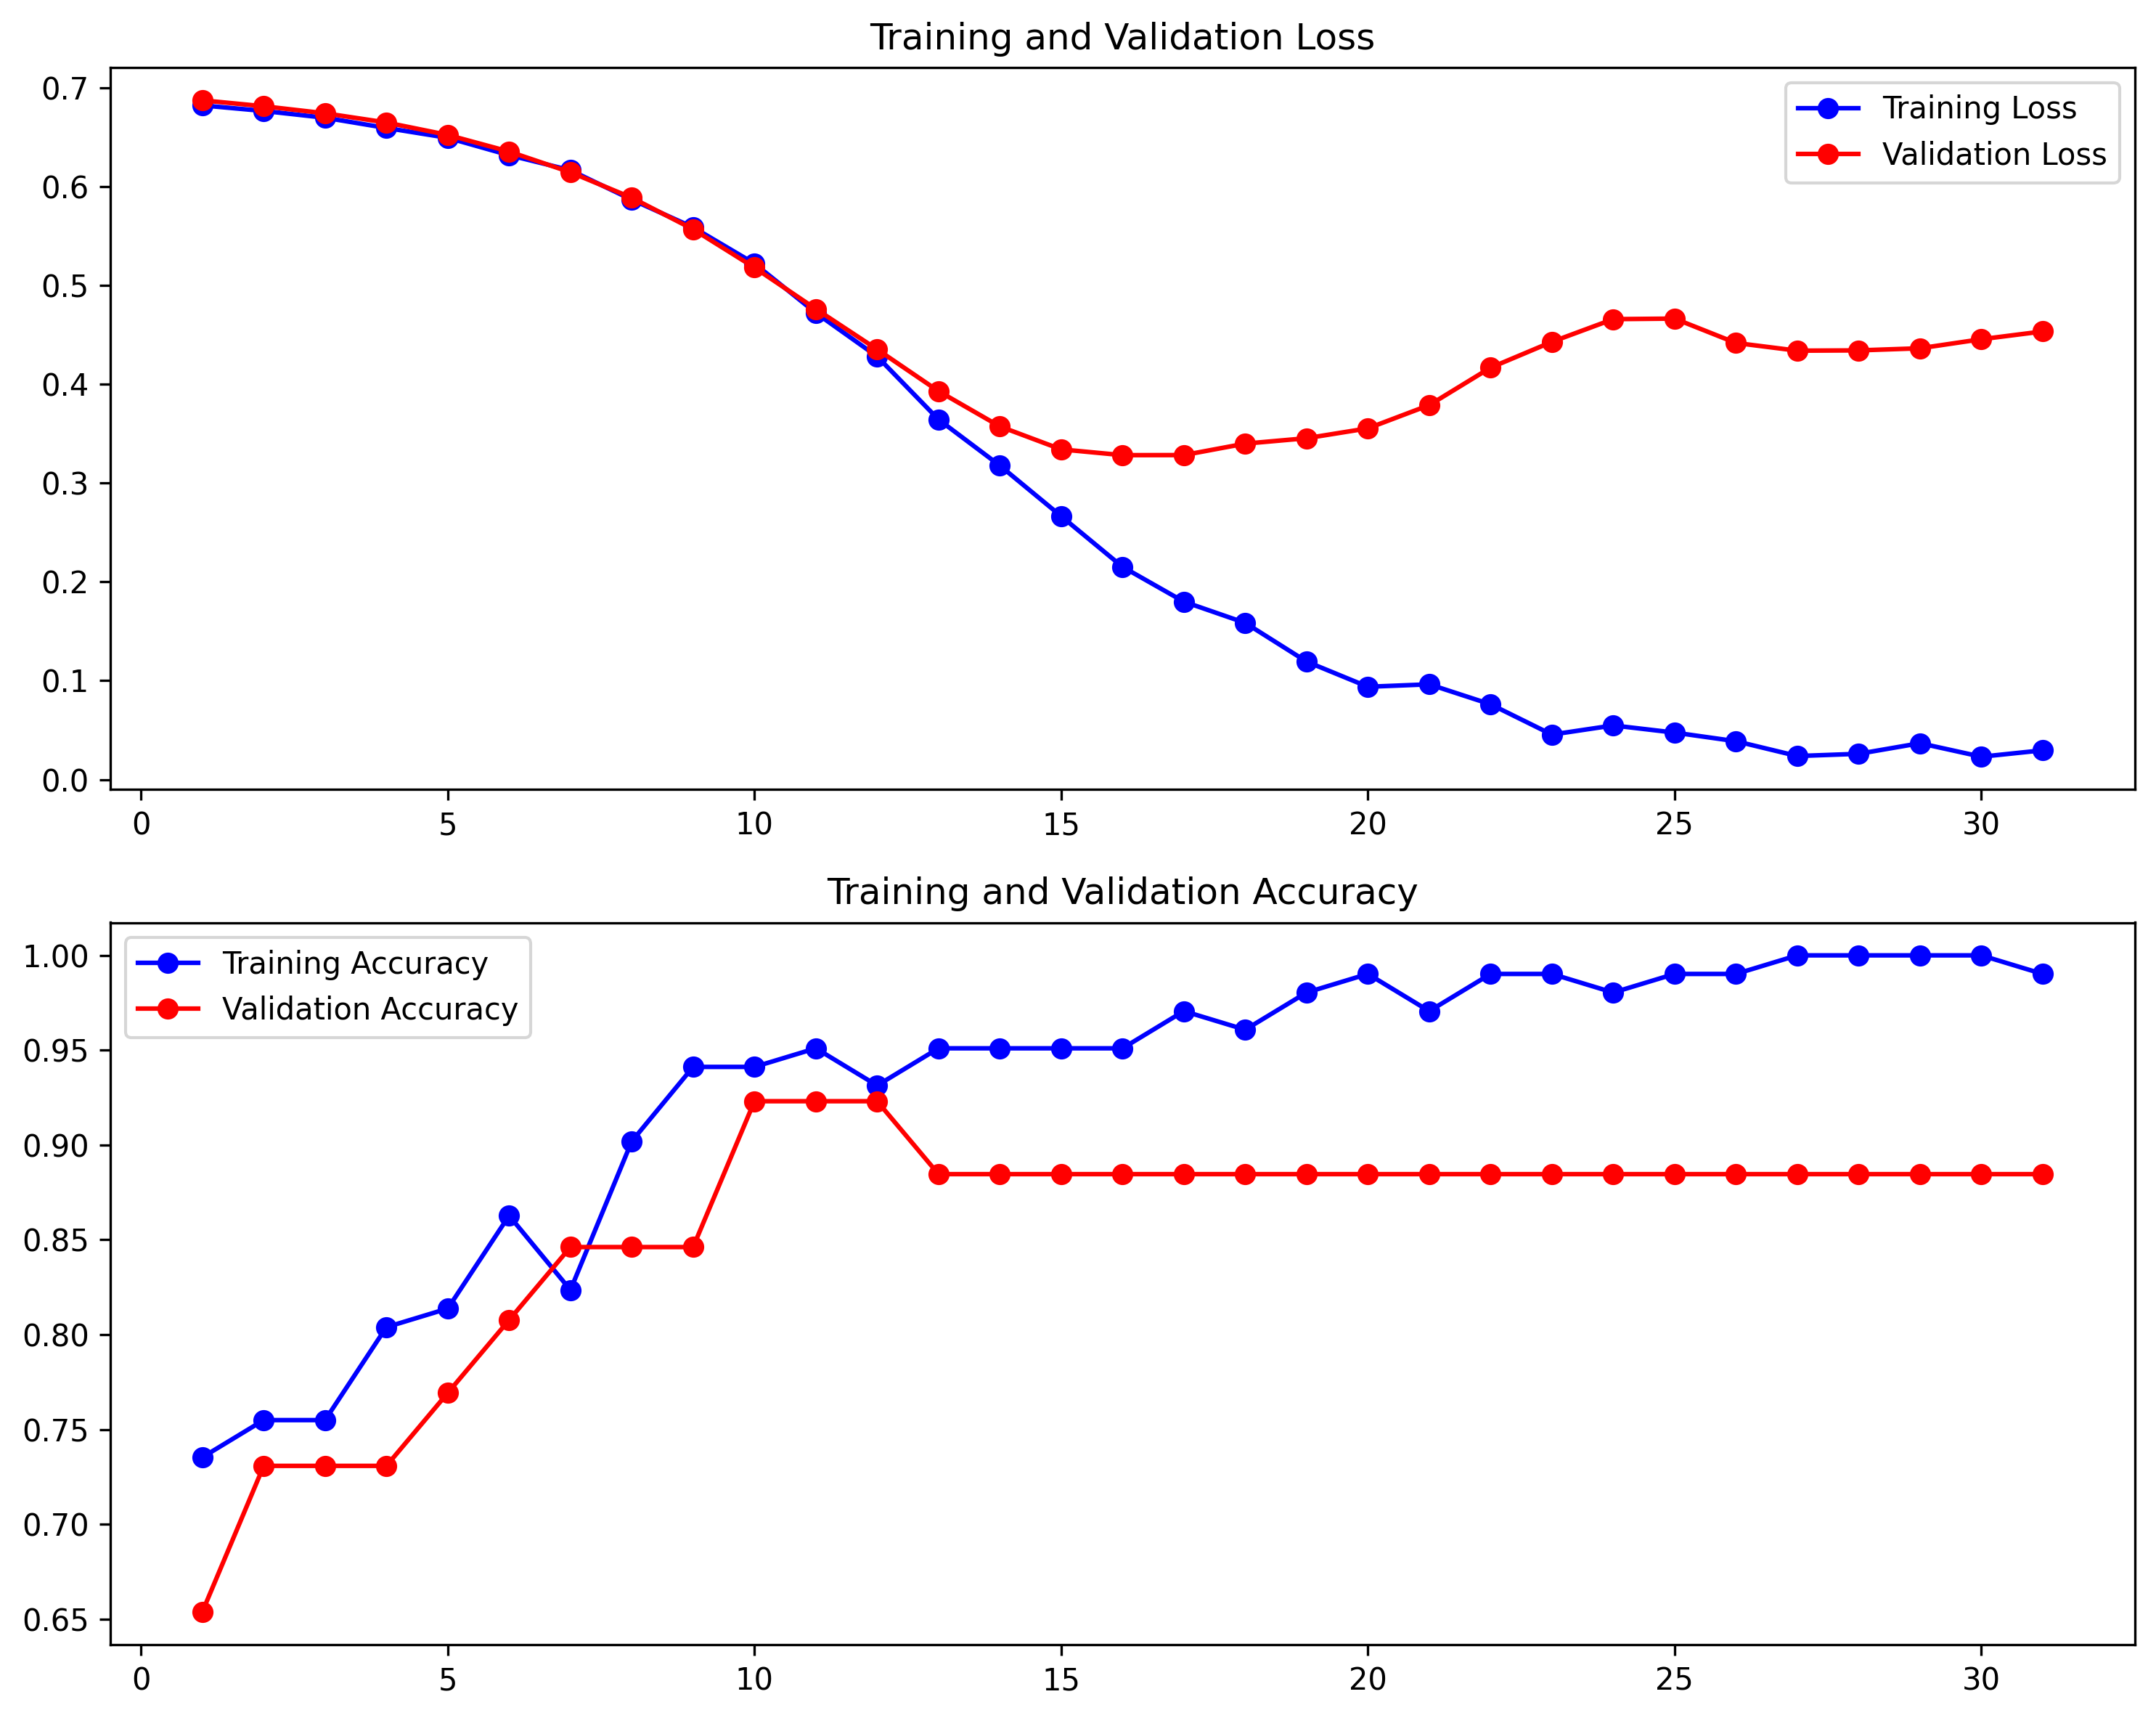 Training and Validation Loss
0.7
0.6
0.5
0.4
0.3
0.2
0.1
0.0
Training Loss
Validation Loss
0 5 10 15 20 25 30
Training and Validation Accuracy
1.00
0.95
0.90
0.85
0.80
0.75
0.70
0.65
Training Accuracy
Validation Accuracy
0 5 10 15 20 25 30